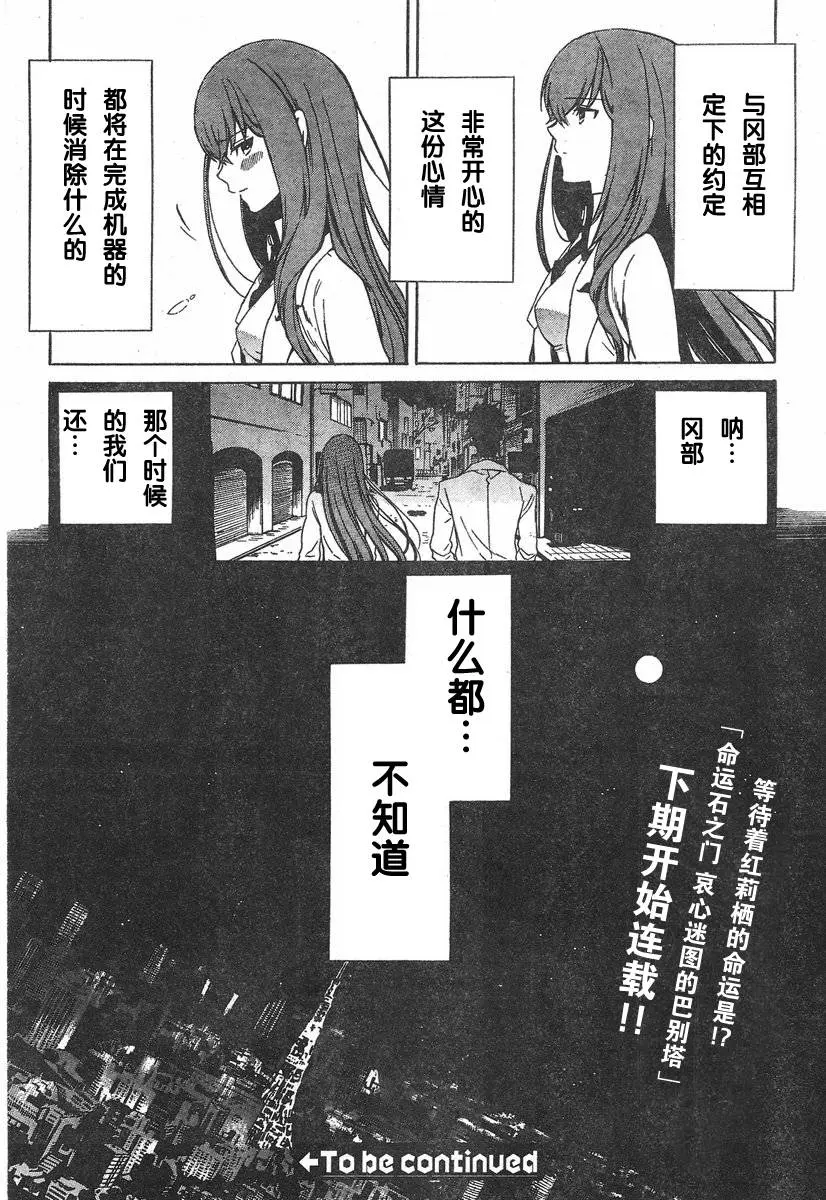 与冈部互相
定下的约定
非常开心的
这份心情
都将在完成机器的
时候消除什么的
呐…
冈部
那个时候
的我们
还…
什么都…
不知道
等待着红莉栖的命运是!?
「命运石之门 哀心迷图的巴别塔」
下期开始连载!!
←To be continued